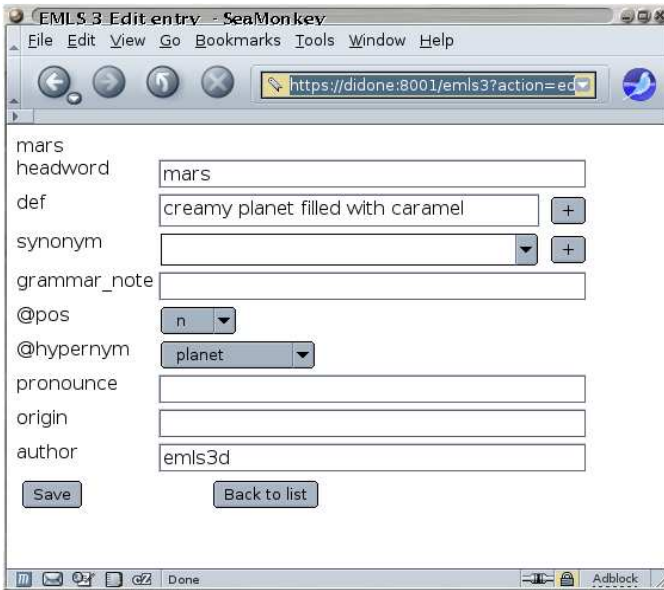 EMLS 3 Edit entry - SeaMonkey
File Edit View Go Bookmarks Tools Window Help
https://didone:8001/emls3?action=ed
mars
headword mars
def creamy planet filled with caramel +
synonym +
grammar_note
@pos n
@hypernym planet
pronounce
origin
author emls3d
Save Back to list
Done Adblock